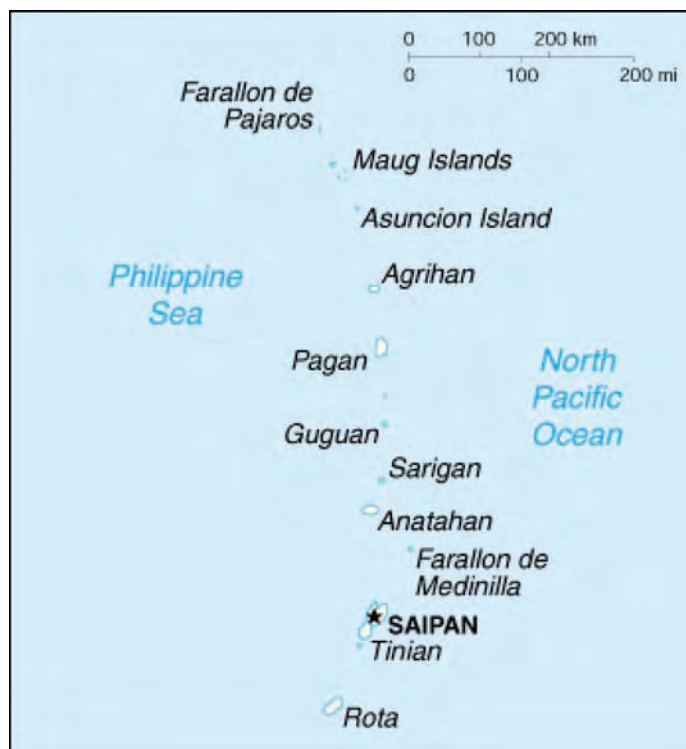 0 100 200 km
0 100 200 mi
Farallon de
Pajaros
Maug Islands
Asuncion Island
Agrihan
Philippine
Sea
Pagan
North
Pacific
Ocean
Guguan
Sarigan
Anatahan
Farallon de
Medinilla
SAIPAN
Tinian
Rota